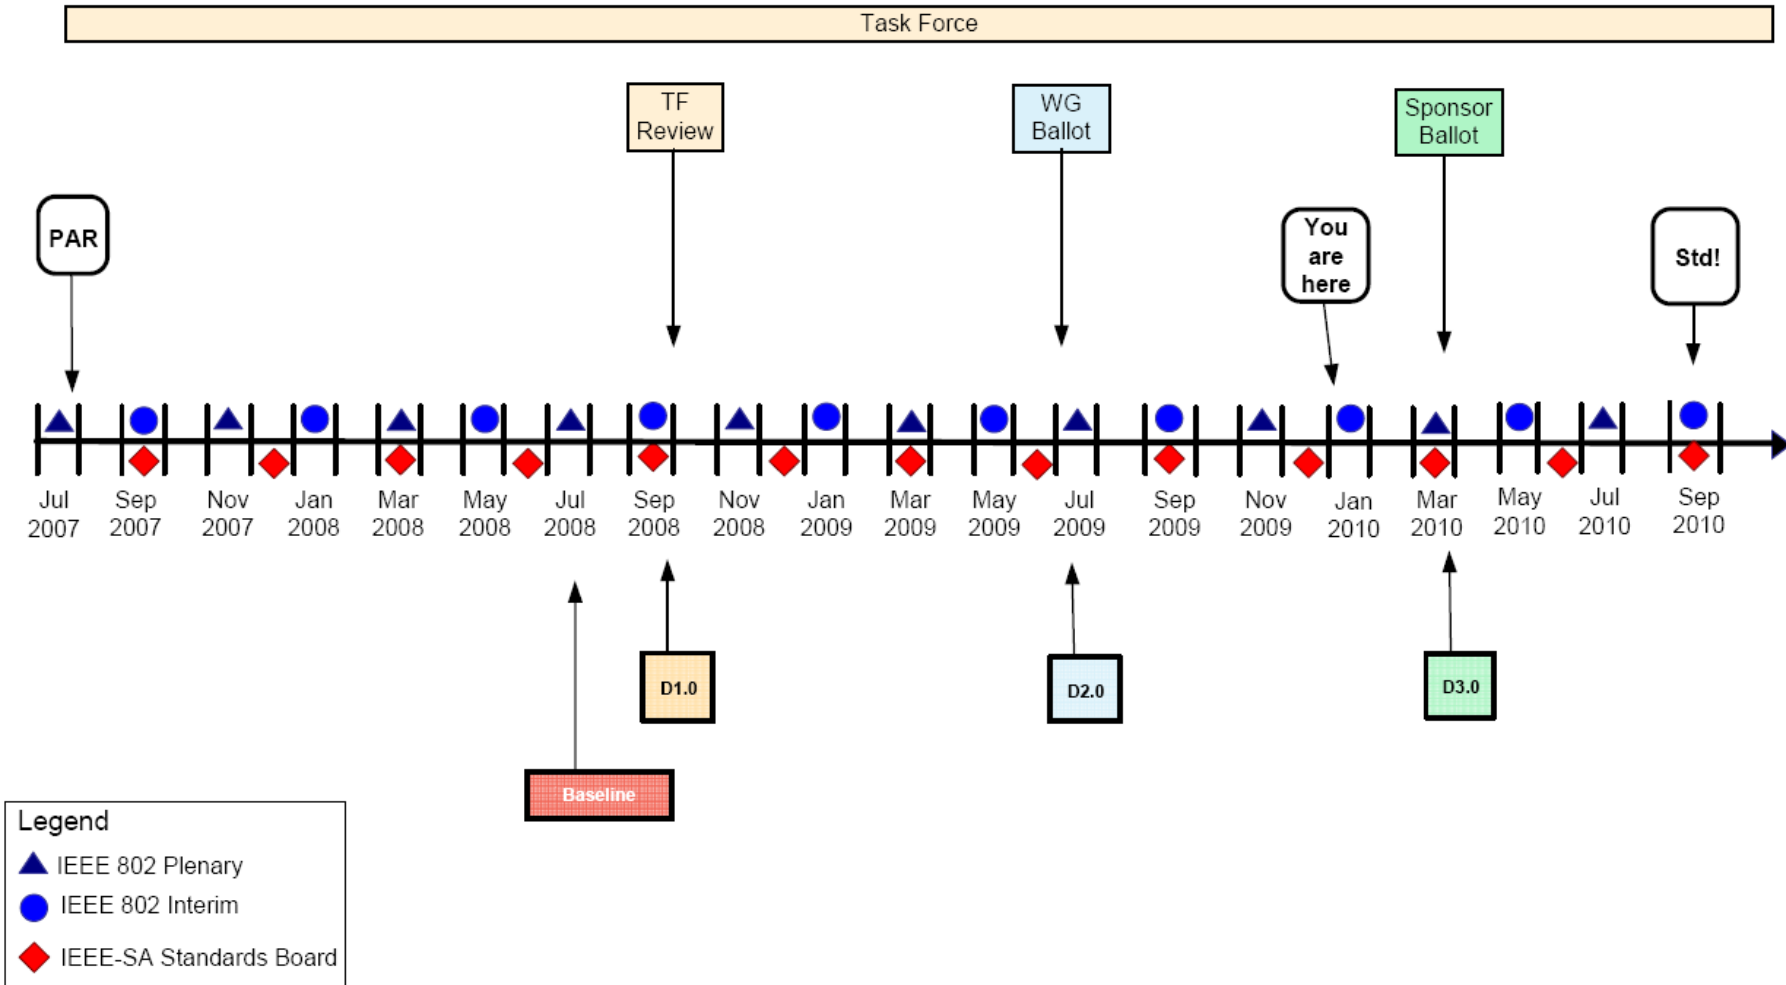 Task Force
TF
Review
WG
Ballot
Sponsor
Ballot
PAR
You
are
here
Std!
Jul
2007
Sep
2007
Nov
2007
Jan
2008
Mar
2008
May
2008
Jul
2008
Sep
2008
Nov
2008
Jan
2009
Mar
2009
May
2009
Jul
2009
Sep
2009
Nov
2009
Jan
2010
Mar
2010
May
2010
Jul
2010
Sep
2010
D1.0
D2.0
D3.0
Baseline
Legend
IEEE 802 Plenary
IEEE 802 Interim
IEEE-SA Standards Board